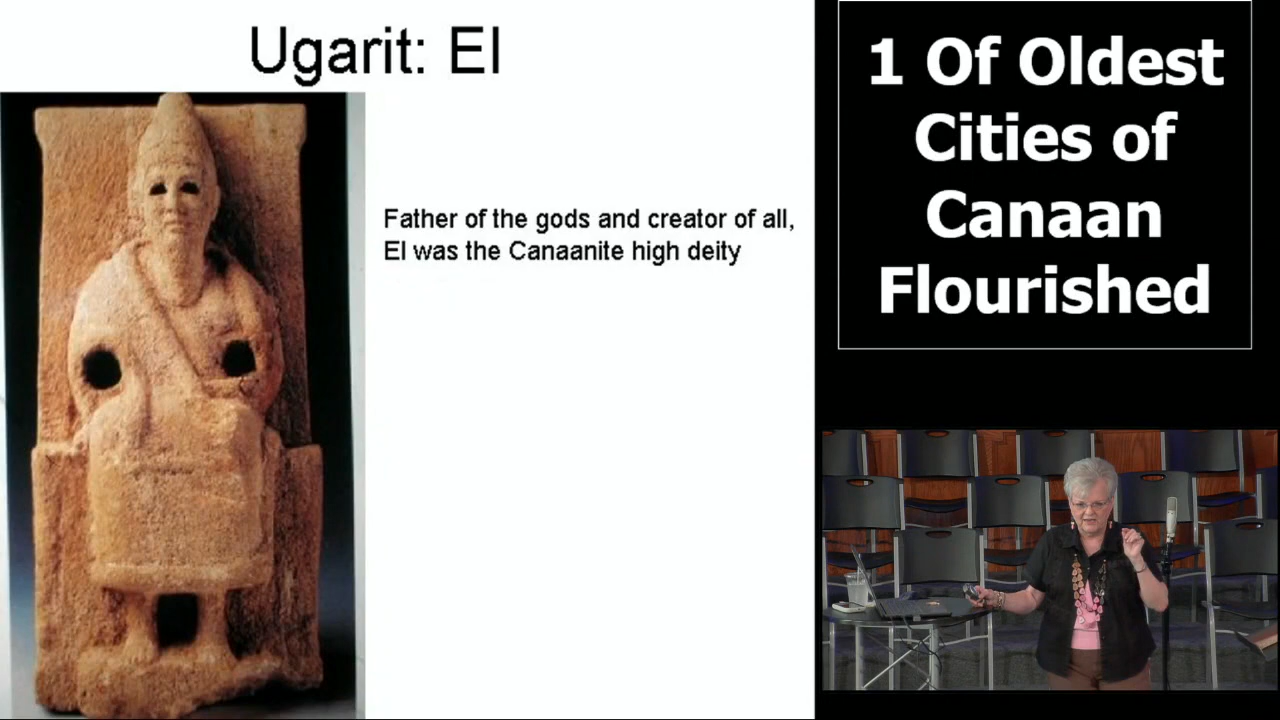 Ugarit: El
Father of the gods and creator of all,
El was the Canaanite high deity
1 Of Oldest
Cities of
Canaan
Flourished